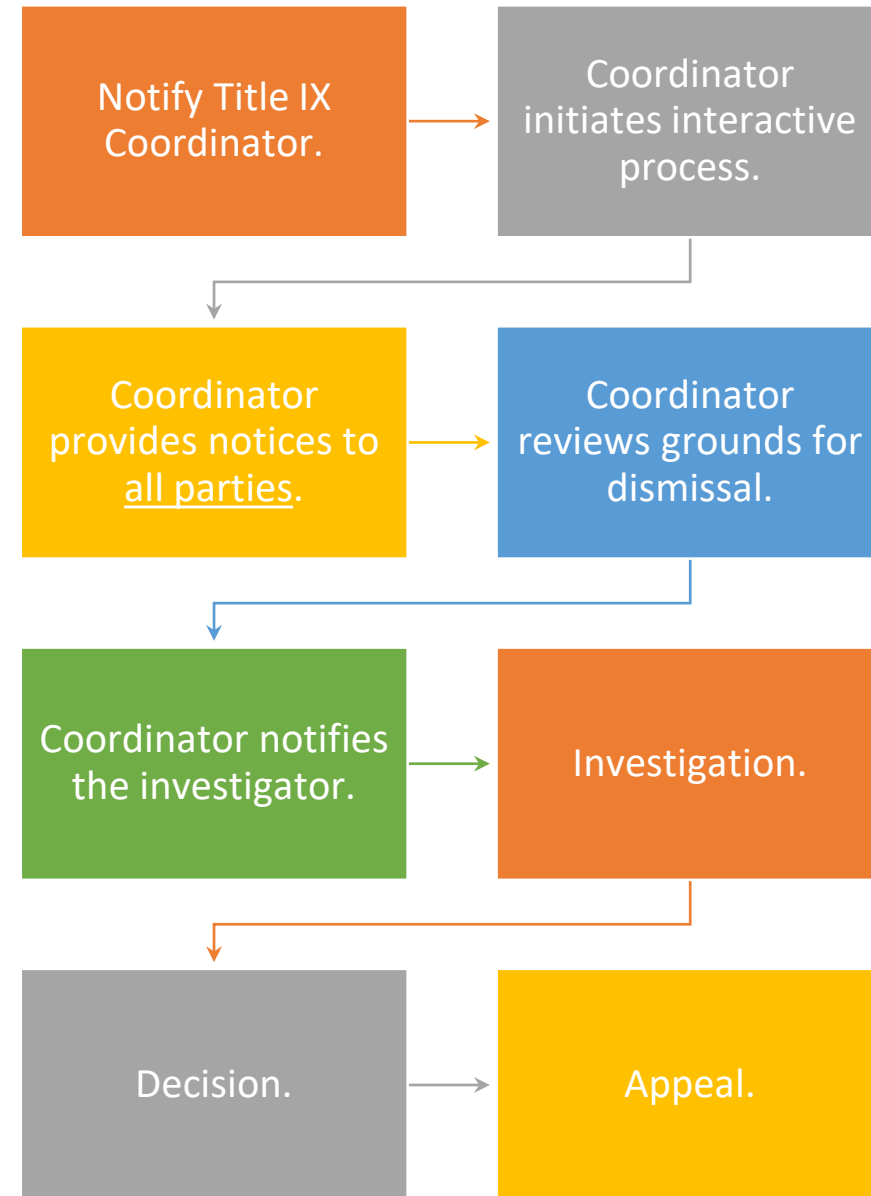 Notify Title IX
Coordinator.
Coordinator
initiates interactive
process.
Coordinator
provides notices to
all parties.
Coordinator
reviews grounds for
dismissal.
Coordinator notifies
the investigator.
Investigation.
Decision.
Appeal.